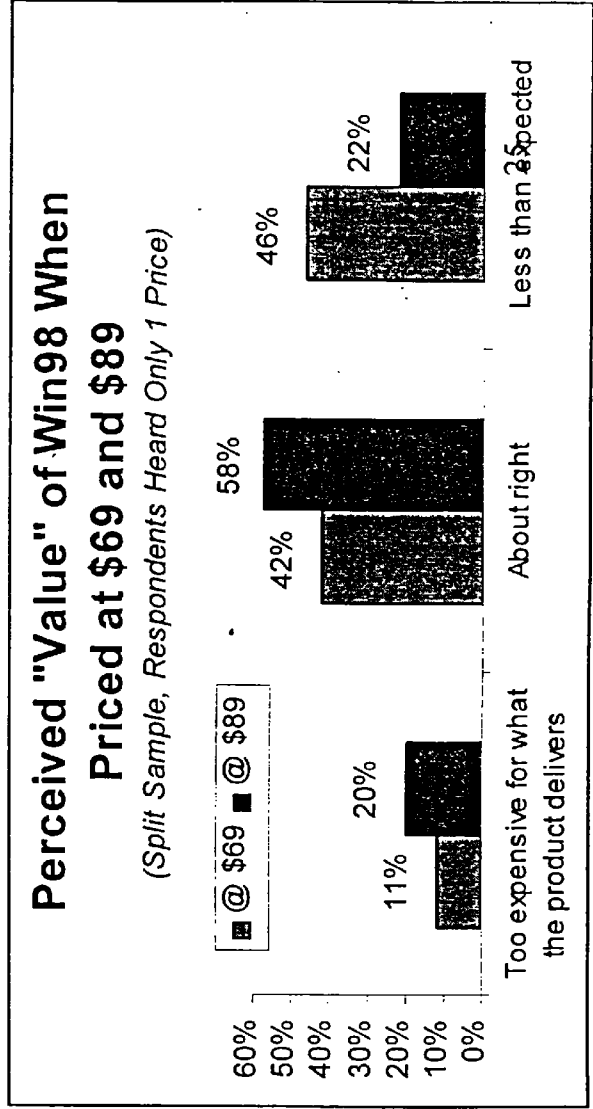 Perceived "Value" of Win98 When
Priced at $69 and $89
(Split Sample, Respondents Heard Only 1 Price)
@ $69 @ $89
60%
50%
40%
30%
20%
10%
0%
11%
20%
42%
58%
46%
22%
Too expensive for what
the product delivers
About right
Less than expected
25